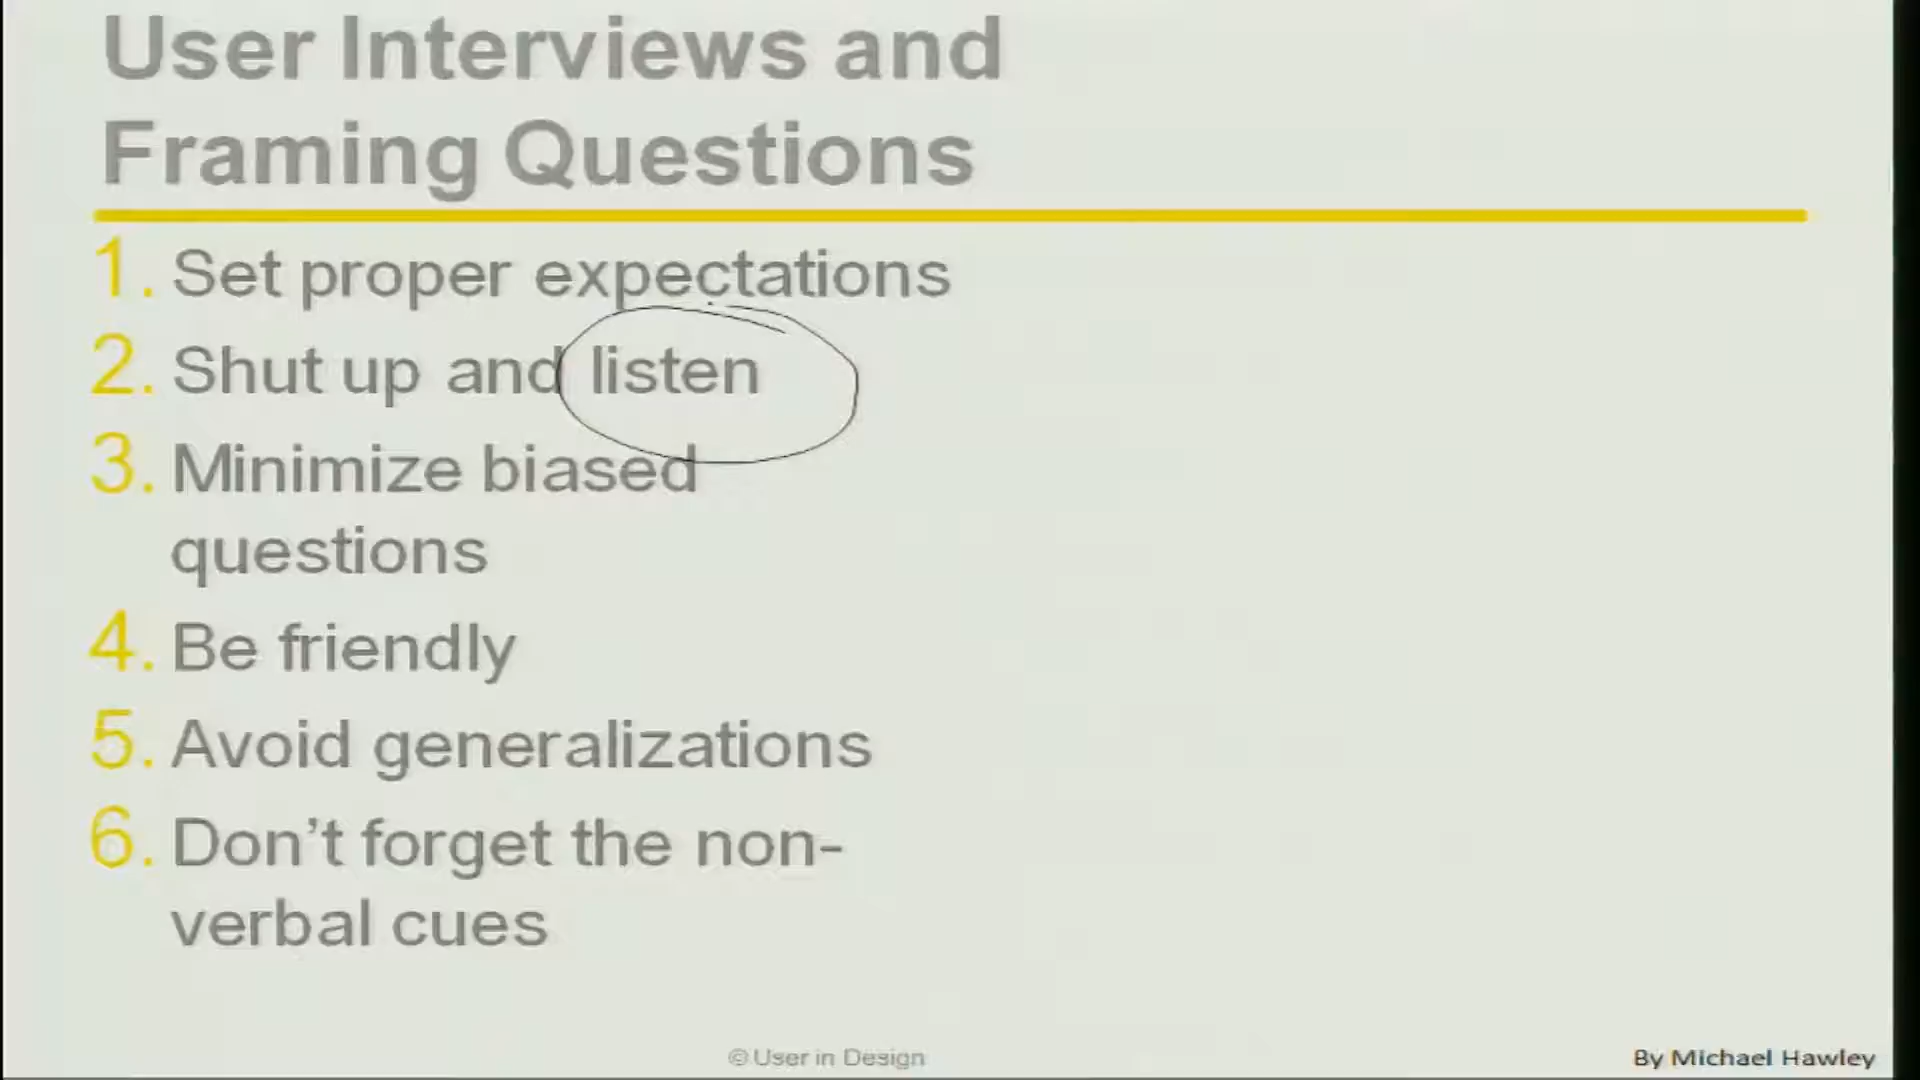 User Interviews and
Framing Questions
1. Set proper expectations
2. Shut up and listen
3. Minimize biased
questions
4. Be friendly
5. Avoid generalizations
6. Don’t forget the non-
verbal cues
© User in Design
By Michael Hawley